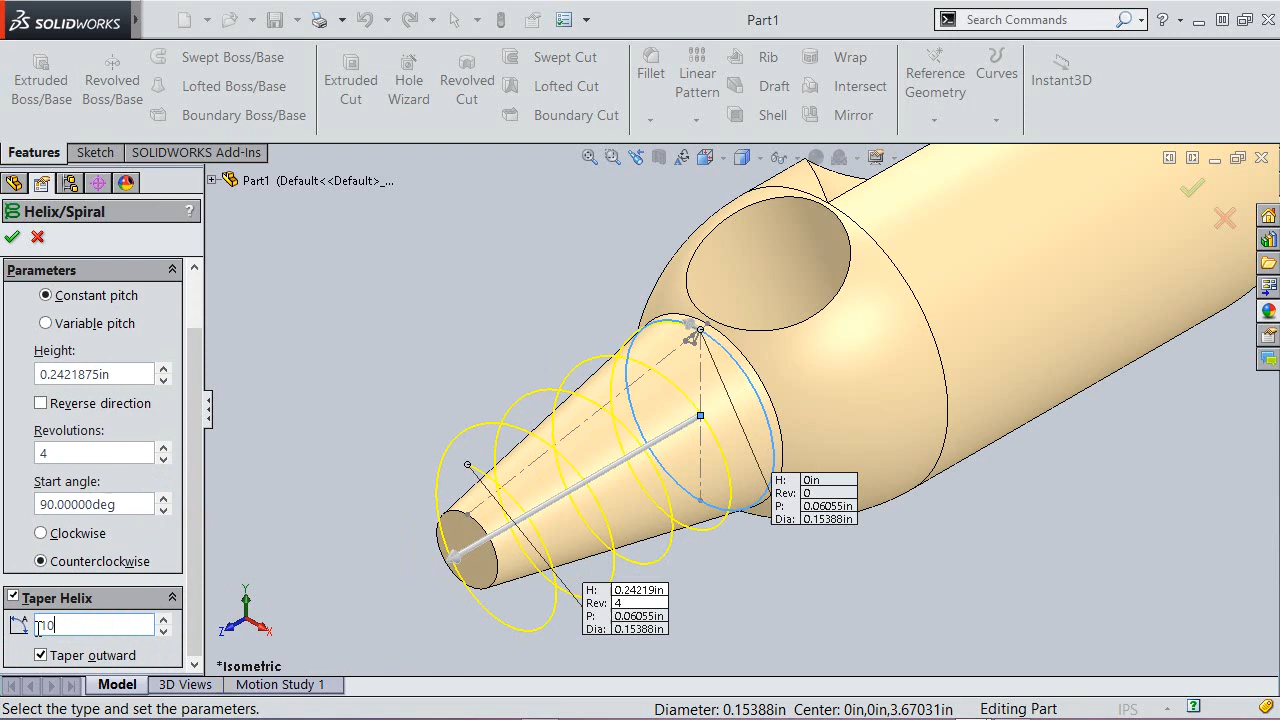 SOLIDWORKS
Part1
Search Commands
?
Extruded Boss/Base
Revolved Boss/Base
Swept Boss/Base
Lofted Boss/Base
Boundary Boss/Base
Extruded Cut
Hole Wizard
Revolved Cut
Swept Cut
Lofted Cut
Boundary Cut
Fillet
Linear Pattern
Rib
Draft
Shell
Wrap
Intersect
Mirror
Reference Geometry
Curves
Instant3D
Features
Sketch
SOLIDWORKS Add-Ins
Part1 (Default<<Default>_...
Helix/Spiral
?
Parameters
Constant pitch
Variable pitch
Height:
0.2421875in
Reverse direction
Revolutions:
4
Start angle:
90.00000deg
Clockwise
Counterclockwise
Taper Helix
10
Taper outward
H: 0in
Rev: 0
P: 0.06055in
Dia: 0.15388in
H: 0.24219in
Rev: 4
P: 0.06055in
Dia: 0.15388in
Y
Z
X
*Isometric
Model
3D Views
Motion Study 1
Select the type and set the parameters.
Diameter: 0.15388in Center: 0in,0in,3.67031in
Editing Part
IPS
?